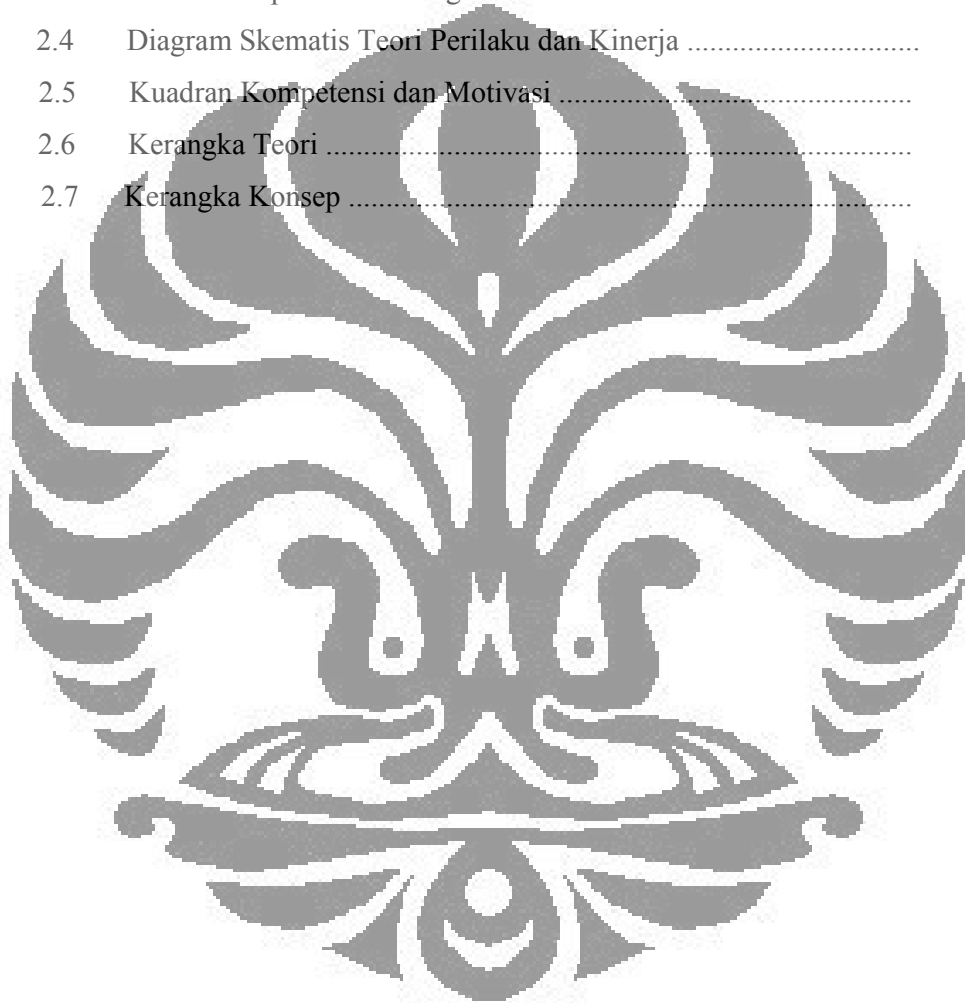 2.4 Diagram Skematis Teori Perilaku dan Kinerja ..............................
2.5 Kuadran Kompetensi dan Motivasi ..............................................
2.6 Kerangka Teori ............................................................................
2.7 Kerangka Konsep .........................................................................